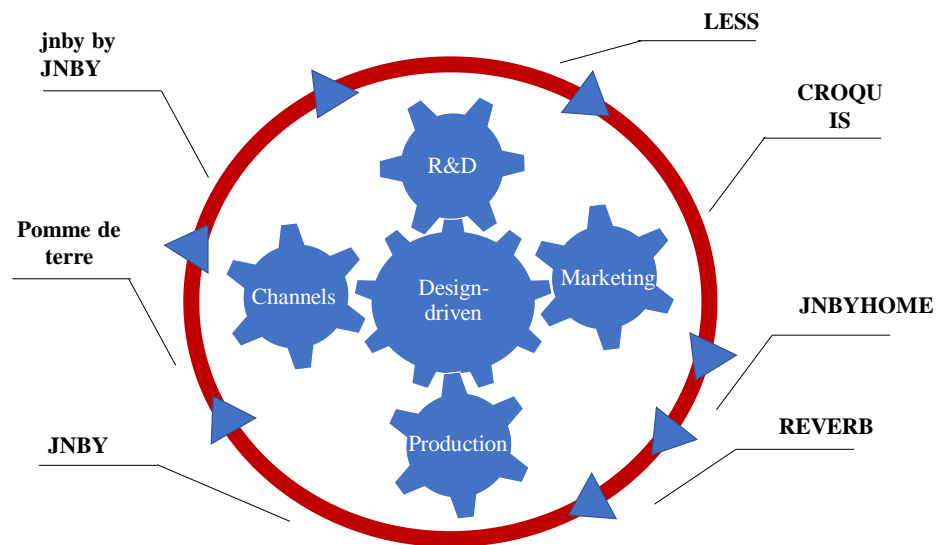 LESS
jnby by
JNBY
CROQU
IS
R&D
Pomme de
terre
Channels
Design-
driven
Marketing
JNBYHOME
Production
JNBY
REVERB